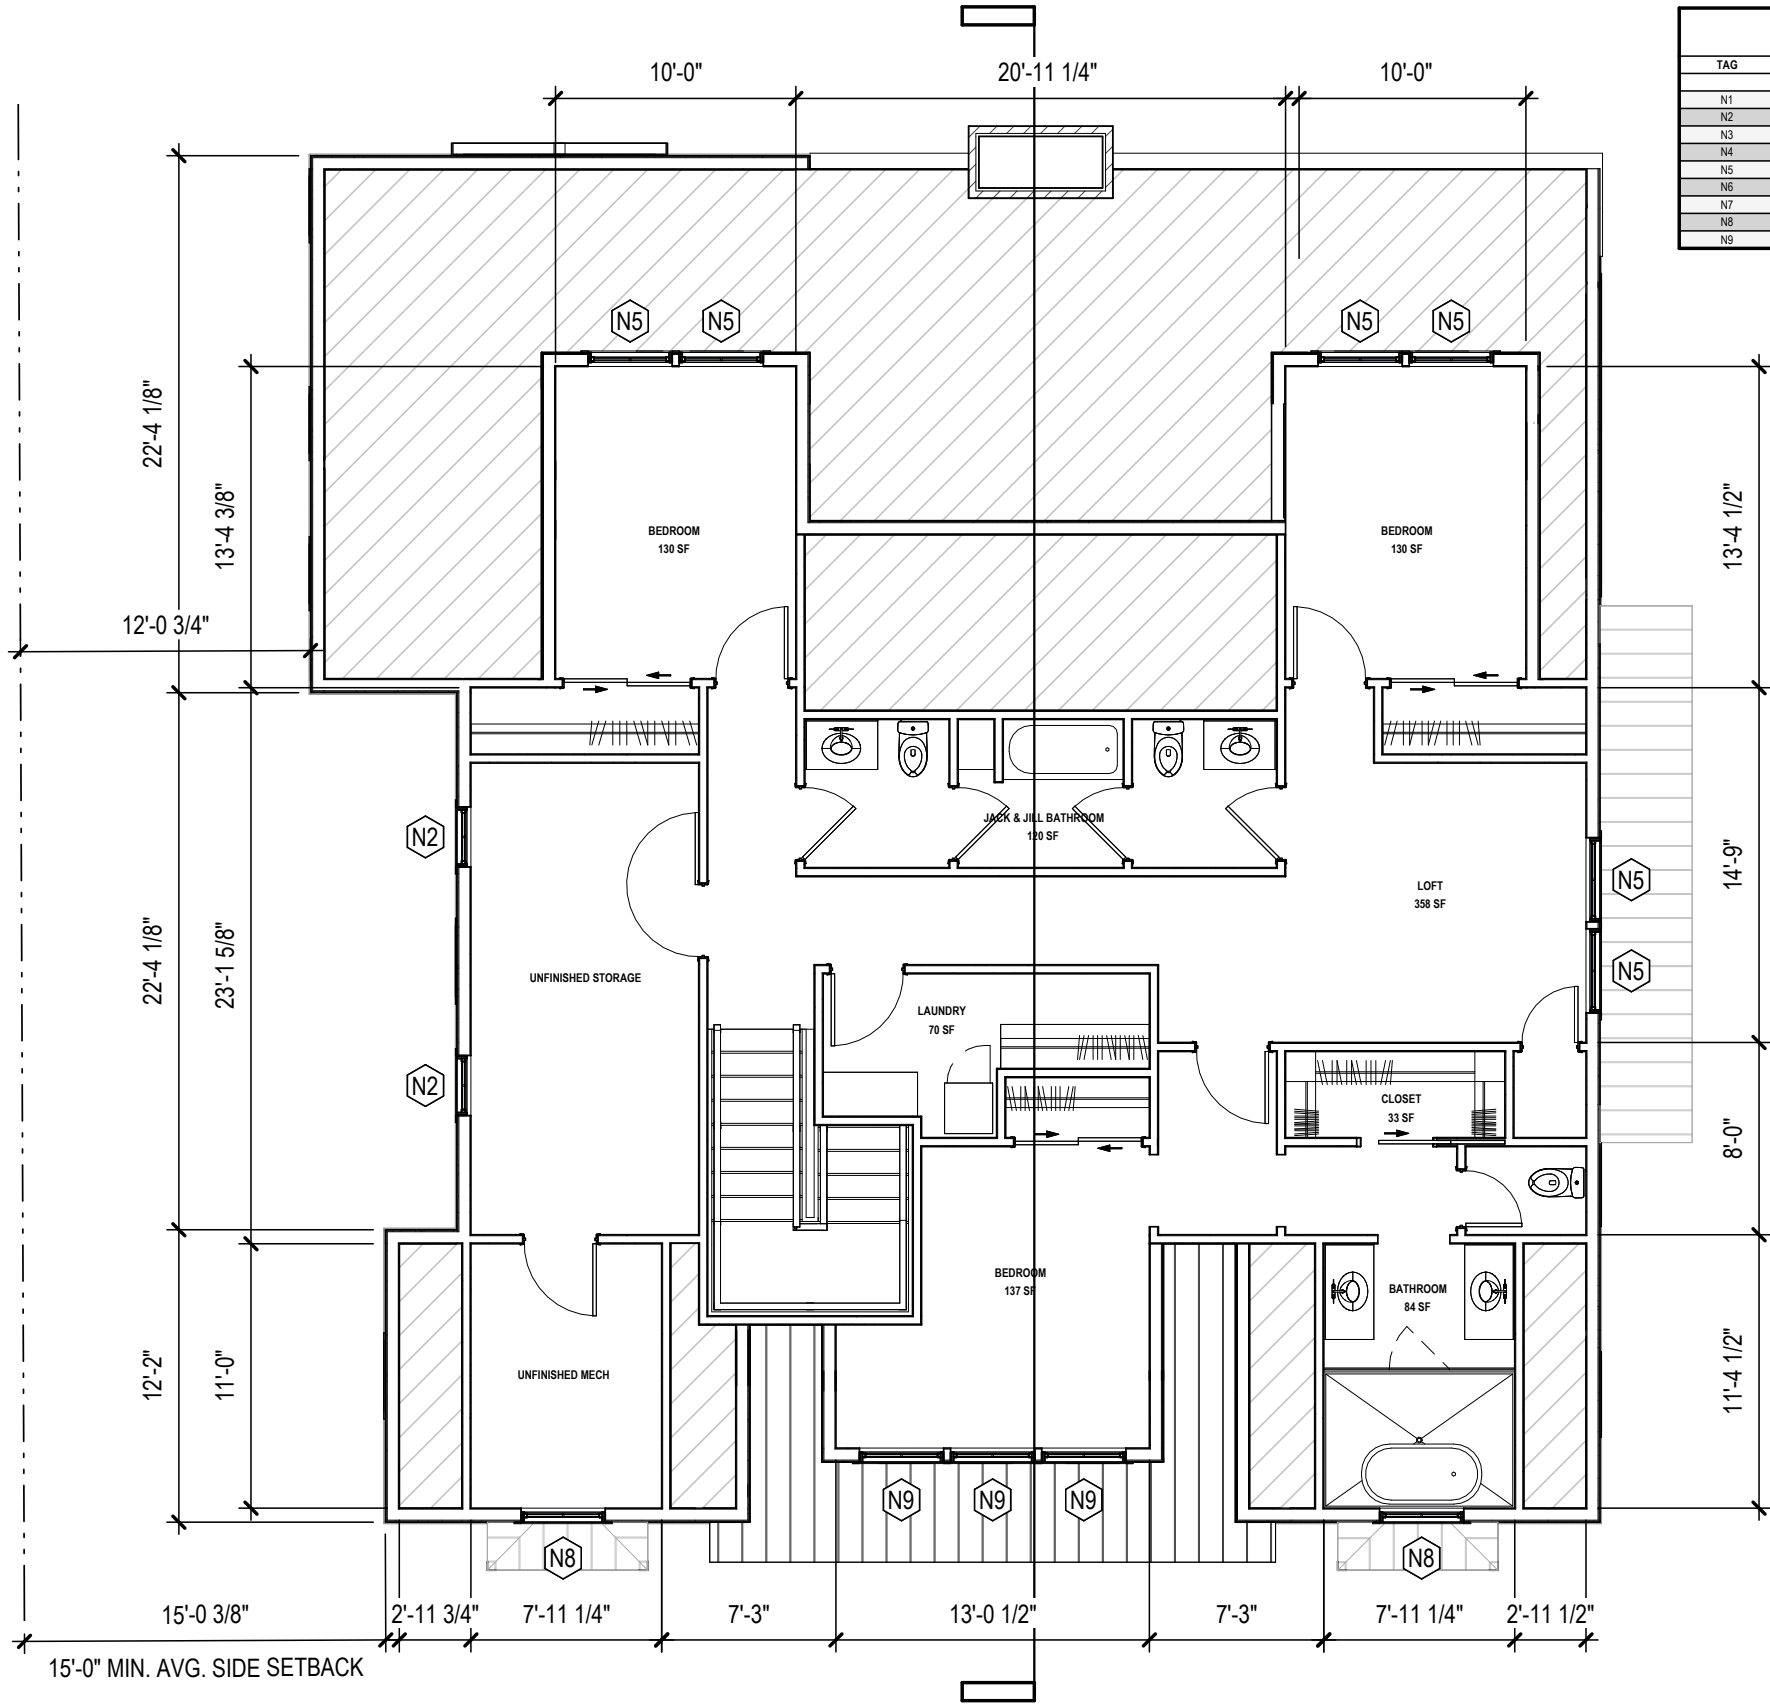 10'-0"
20'-11 1/4"
10'-0"
TAG
N1
N2
N3
N4
N5
N6
N7
N8
N9
N5
N5
N5
N5
22'-4 1/8"
13'-4 3/8"
13'-4 1/2"
BEDROOM
130 SF
BEDROOM
130 SF
12'-0 3/4"
N2
JACK & JILL BATHROOM
120 SF
14'-9"
N5
LOFT
358 SF
22'-4 1/8"
23'-1 5/8"
UNFINISHED STORAGE
N5
LAUNDRY
70 SF
N2
CLOSET
33 SF
8'-0"
BEDROOM
137 SF
BATHROOM
84 SF
12'-2"
11'-0"
UNFINISHED MECH
11'-4 1/2"
N9
N9
N9
N8
N8
15'-0 3/8"
2'-11 3/4"
7'-11 1/4"
7'-3"
13'-0 1/2"
7'-3"
7'-11 1/4"
2'-11 1/2"
15'-0" MIN. AVG. SIDE SETBACK